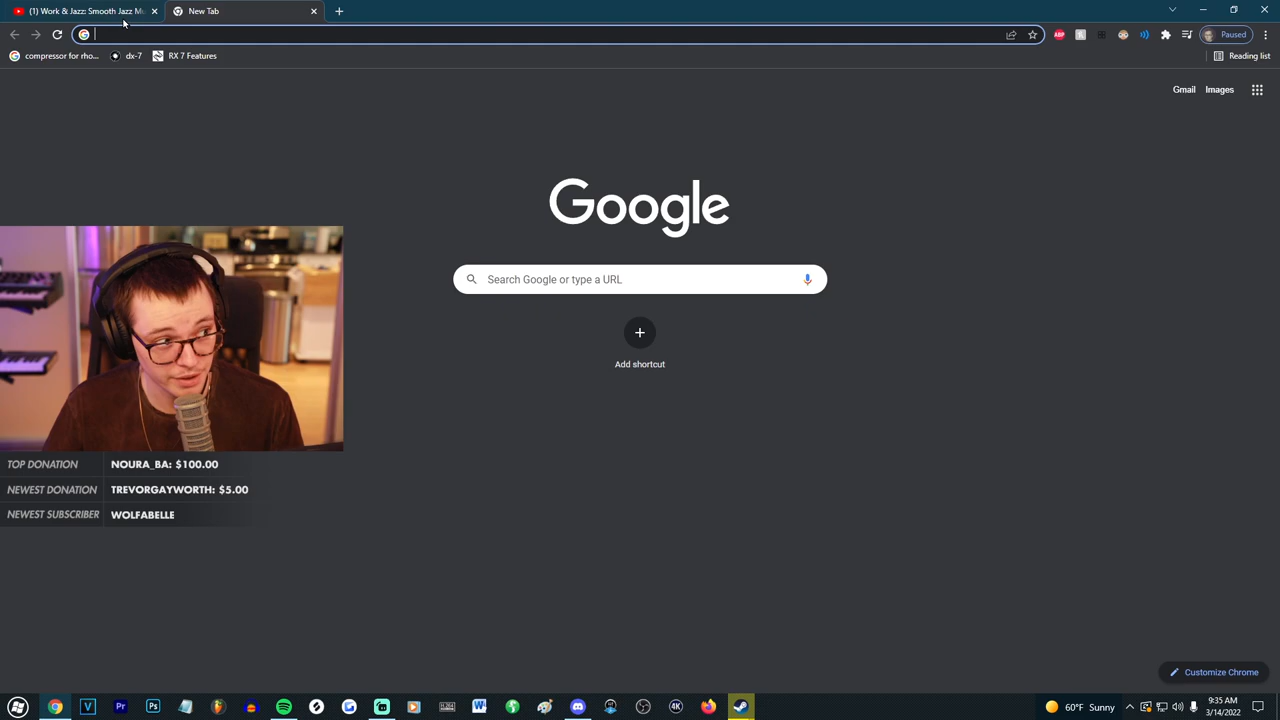 (1) Work & Jazz: Smooth Jazz Mu
New Tab
Paused
compressor for rho...
dx-7
RX 7 Features
Reading list
Gmail
Images
Google
Search Google or type a URL
Add shortcut
TOP DONATION NOURA_BA: $100.00
NEWEST DONATION TREVORGAYWORTH: $5.00
NEWEST SUBSCRIBER WOLFABELLE
Customize Chrome
60°F Sunny
9:35 AM
3/14/2022